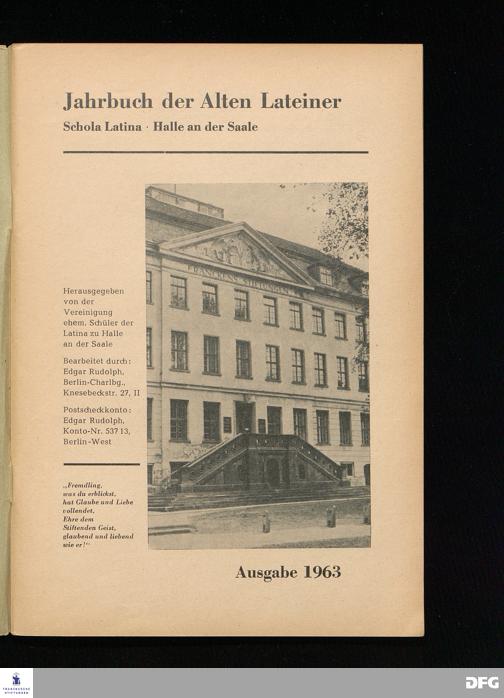 Jahrbuch der Alten Lateiner
Schola Latina · Halle an der Saale
FRANCKENS STIFTUNGEN
Herausgegeben
von der
Vereinigung
ehem. Schüler der
Latina zu Halle
an der Saale
Bearbeitet durch:
Edgar Rudolph,
Berlin-Charlbg.,
Knesebeckstr. 27, II
Postscheckkonto:
Edgar Rudolph,
Konto-Nr. 537 13,
Berlin-West
„Fremdling,
was du erblickst,
hat Glaube und Liebe
vollendet,
Ehre dem
Stiftenden Geist,
glaubend und liebend
wie er!“
Ausgabe 1963
FRANCKESCHE
STIFTUNGEN
DFG